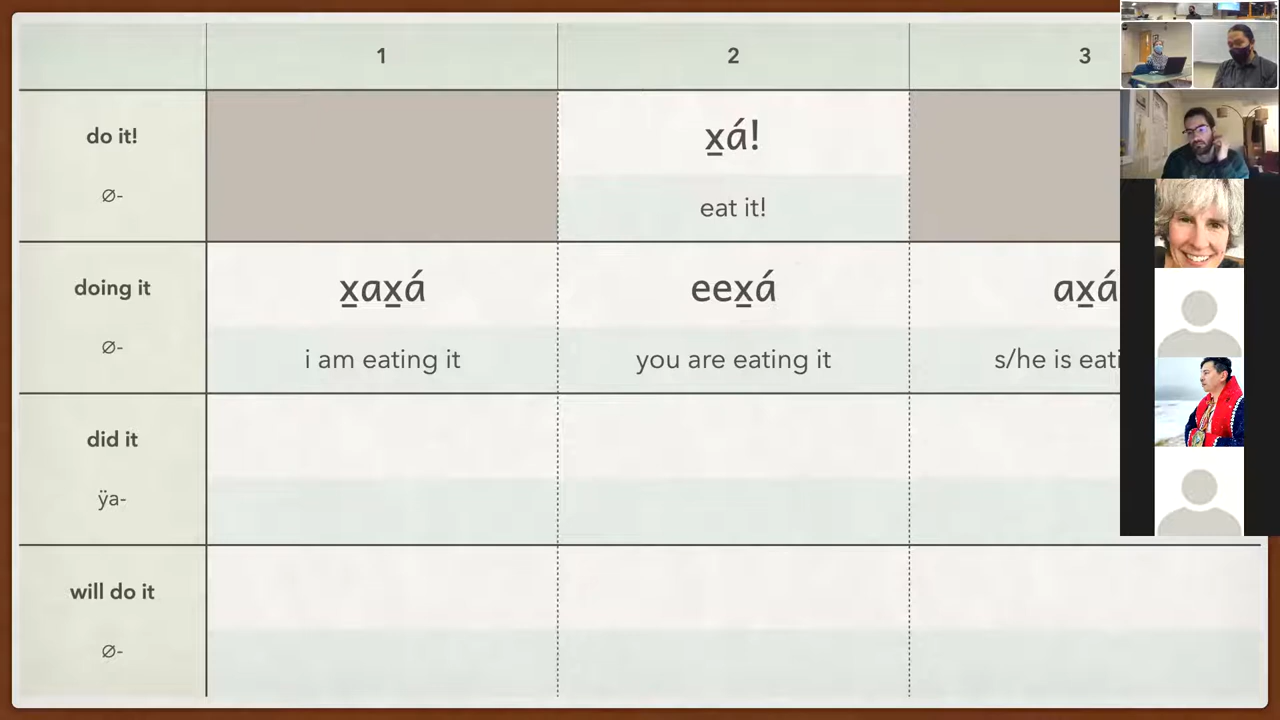 1 2 3
do it!
Ø-
x̲á!
eat it!
doing it
Ø-
x̲ax̲á
i am eating it
eex̲á
you are eating it
ax̲á
s/he is eati
did it
ÿa-
will do it
Ø-